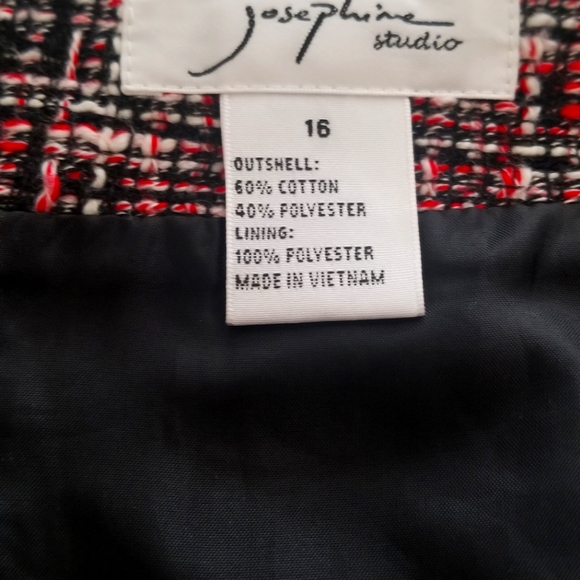 josephine
studio
16
OUTSHELL:
60% COTTON
40% POLYESTER
LINING:
100% POLYESTER
MADE IN VIETNAM